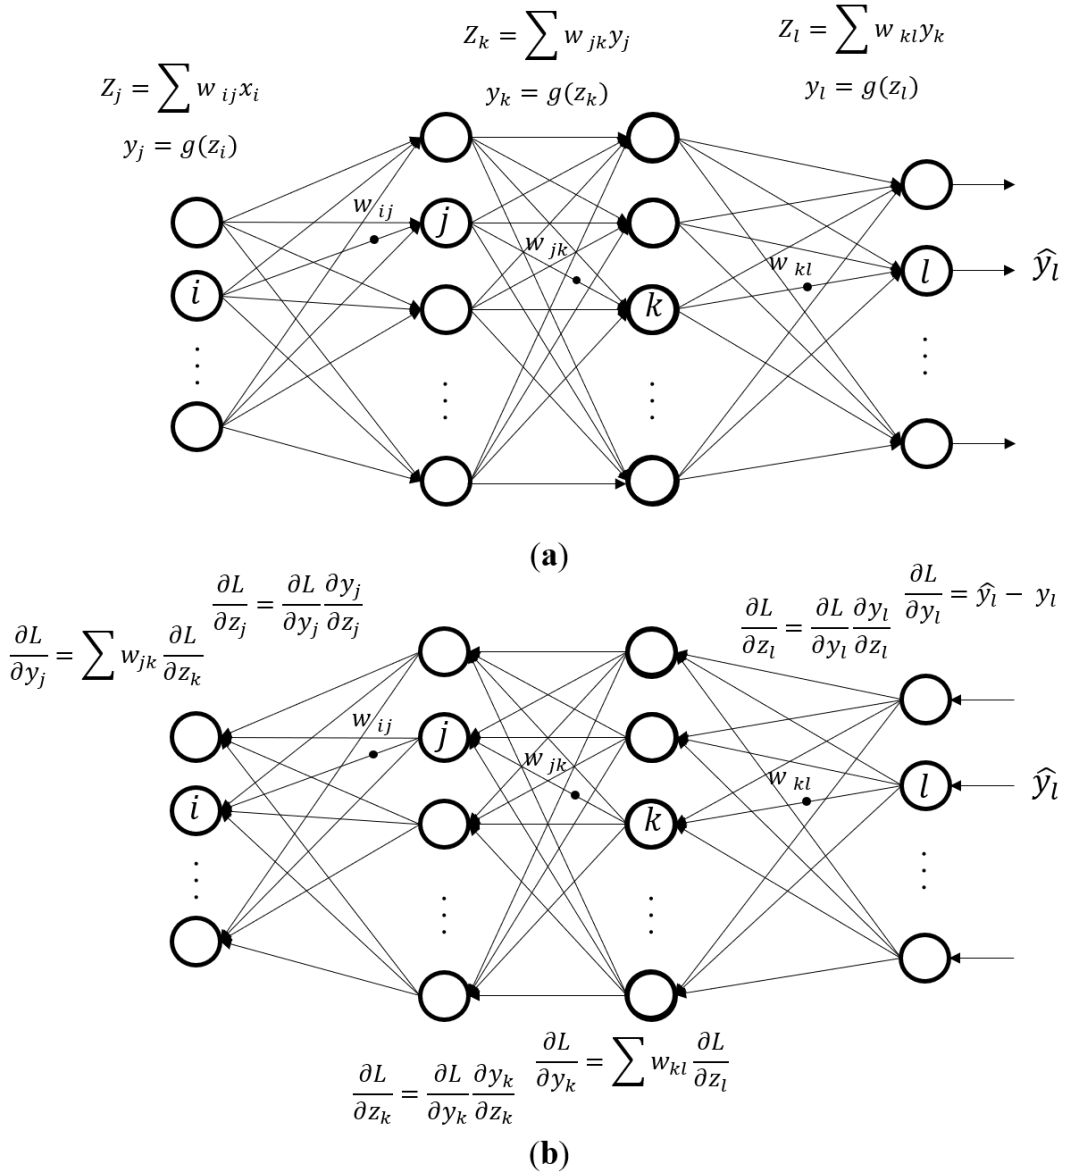 Z_k = ∑ w_jk y_j
Z_l = ∑ w_kl y_k
Z_j = ∑ w_ij x_i
y_k = g(z_k)
y_l = g(z_l)
y_j = g(z_i)
w_ij
j
w_jk
w_kl
l
ŷ_l
i
k
(a)
∂L/∂z_j = ∂L/∂y_j ∂y_j/∂z_j
∂L/∂y_l = ŷ_l − y_l
∂L/∂z_l = ∂L/∂y_l ∂y_l/∂z_l
∂L/∂y_j = ∑ w_jk ∂L/∂z_k
w_ij
j
w_jk
w_kl
l
ŷ_l
i
k
∂L/∂y_k = ∑ w_kl ∂L/∂z_l
∂L/∂z_k = ∂L/∂y_k ∂y_k/∂z_k
(b)